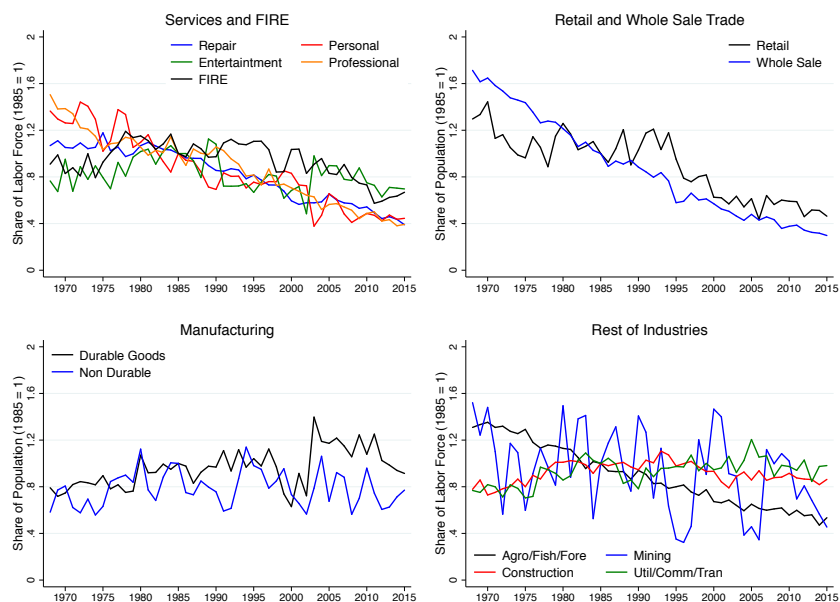 Services and FIRE
Repair
Personal
Entertaintment
Professional
FIRE
Share of Labor Force (1985 = 1)
0 .4 .8 1.2 1.6 2
1970 1975 1980 1985 1990 1995 2000 2005 2010 2015
Retail and Whole Sale Trade
Retail
Whole Sale
Share of Population (1985 = 1)
0 .4 .8 1.2 1.6 2
1970 1975 1980 1985 1990 1995 2000 2005 2010 2015
Manufacturing
Durable Goods
Non Durable
Share of Population (1985 = 1)
0 .4 .8 1.2 1.6 2
1970 1975 1980 1985 1990 1995 2000 2005 2010 2015
Rest of Industries
Share of Labor Force (1985 = 1)
0 .4 .8 1.2 1.6 2
Agro/Fish/Fore
Mining
Construction
Util/Comm/Tran
1970 1975 1980 1985 1990 1995 2000 2005 2010 2015